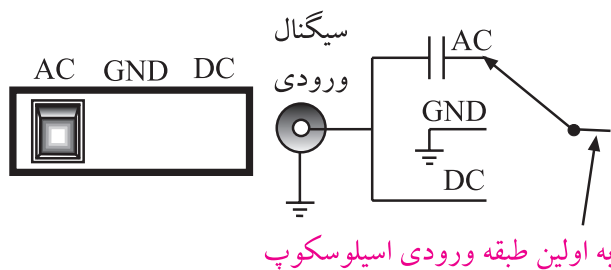 سیگنال
ورودی
AC GND DC
AC
GND
DC
به اولین طبقه ورودی اسیلوسکوپ